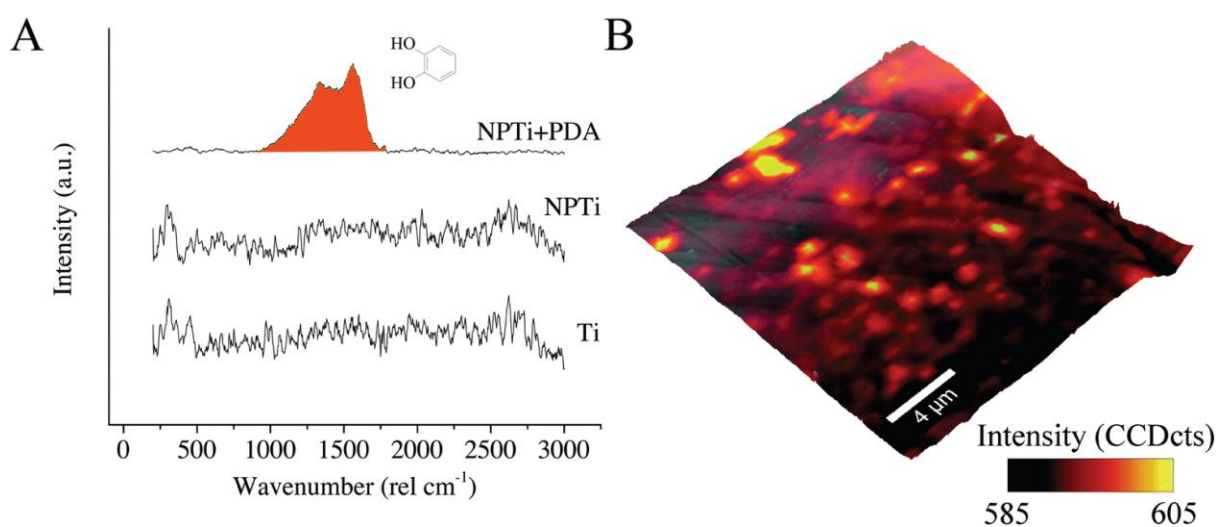 A
B
Intensity (a.u.)
HO
HO
NPTi+PDA
NPTi
Ti
0 500 1000 1500 2000 2500 3000
Wavenumber (rel cm⁻¹)
4 μm
Intensity (CCDcts)
585 605